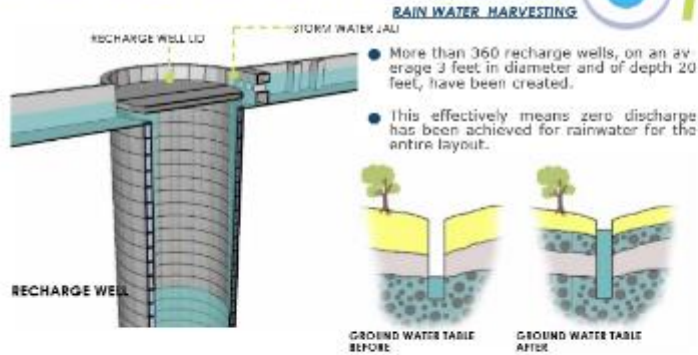 RAIN WATER HARVESTING
RECHARGE WELL LID
STORM WATER JALI
More than 360 recharge wells, on an av
erage 3 feet in diameter and of depth 20
feet, have been created.
This effectively means zero discharge
has been achieved for rainwater for the
entire layout.
RECHARGE WELL
GROUND WATER TABLE
BEFORE
GROUND WATER TABLE
AFTER